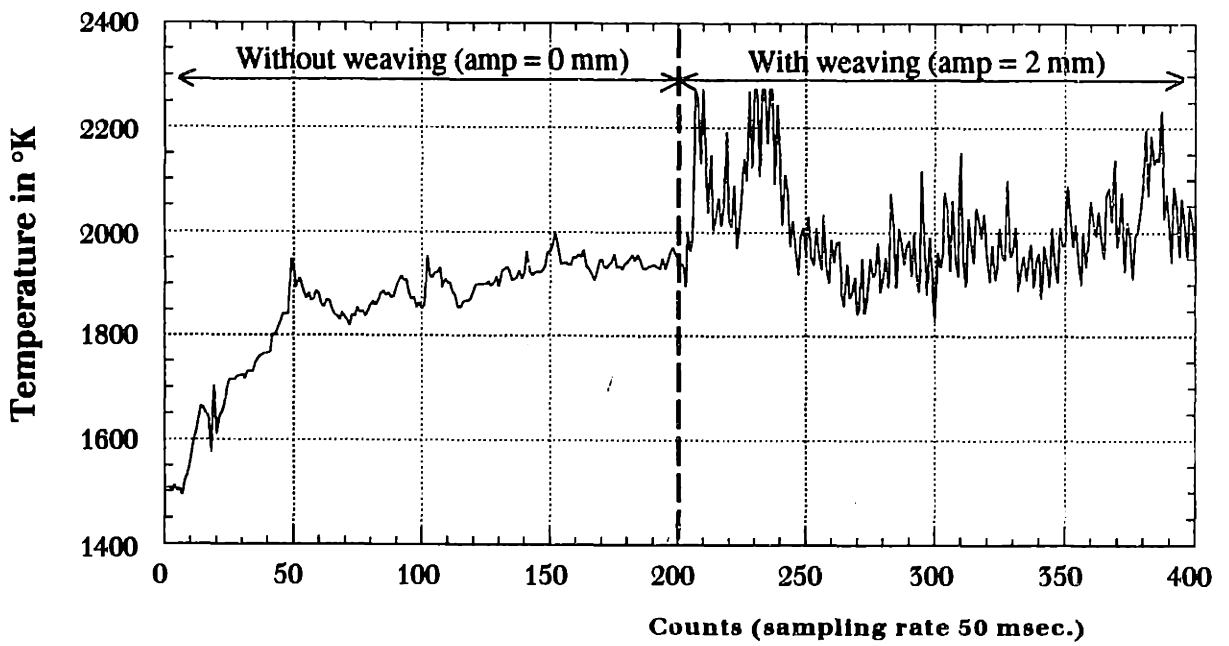 2400
2200
2000
1800
1600
1400
Temperature in °K
Without weaving (amp = 0 mm)
With weaving (amp = 2 mm)
0 50 100 150 200 250 300 350 400
Counts (sampling rate 50 msec.)